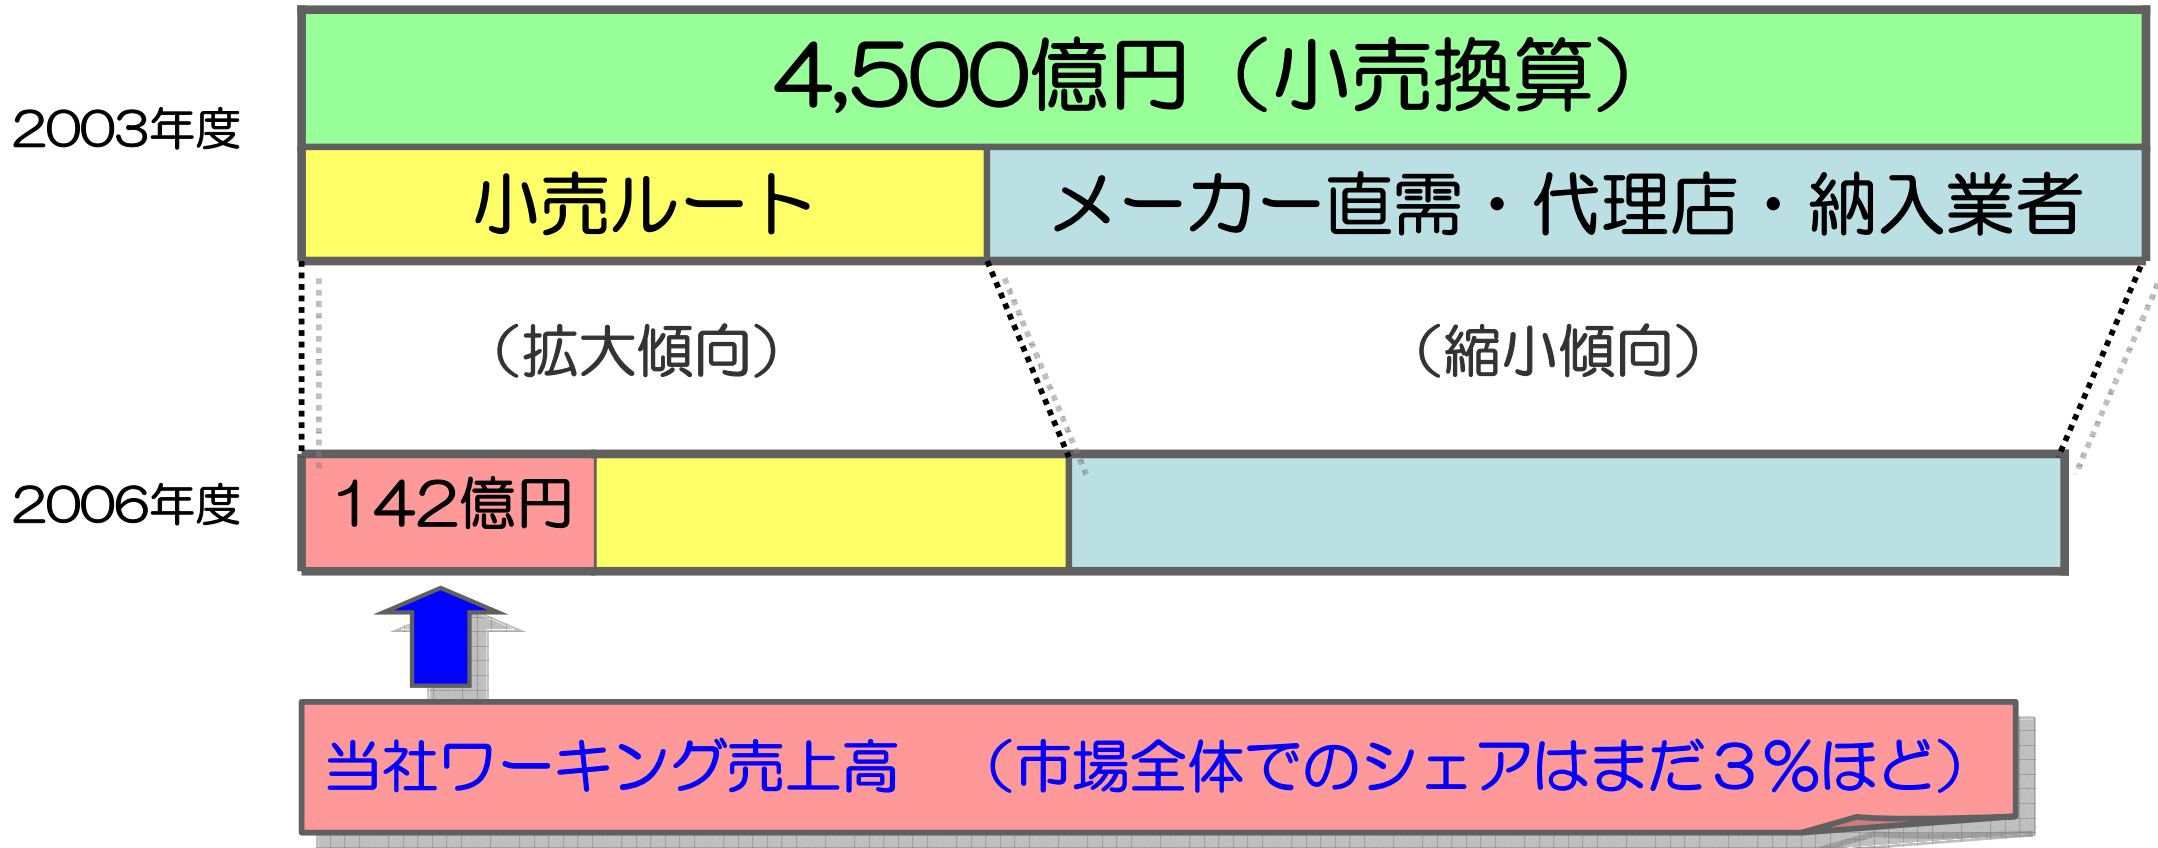 4,500億円（小売換算）
2003年度
小売ルート
メーカー直需・代理店・納入業者
（拡大傾向）
（縮小傾向）
2006年度
142億円
当社ワーキング売上高　（市場全体でのシェアはまだ３％ほど）